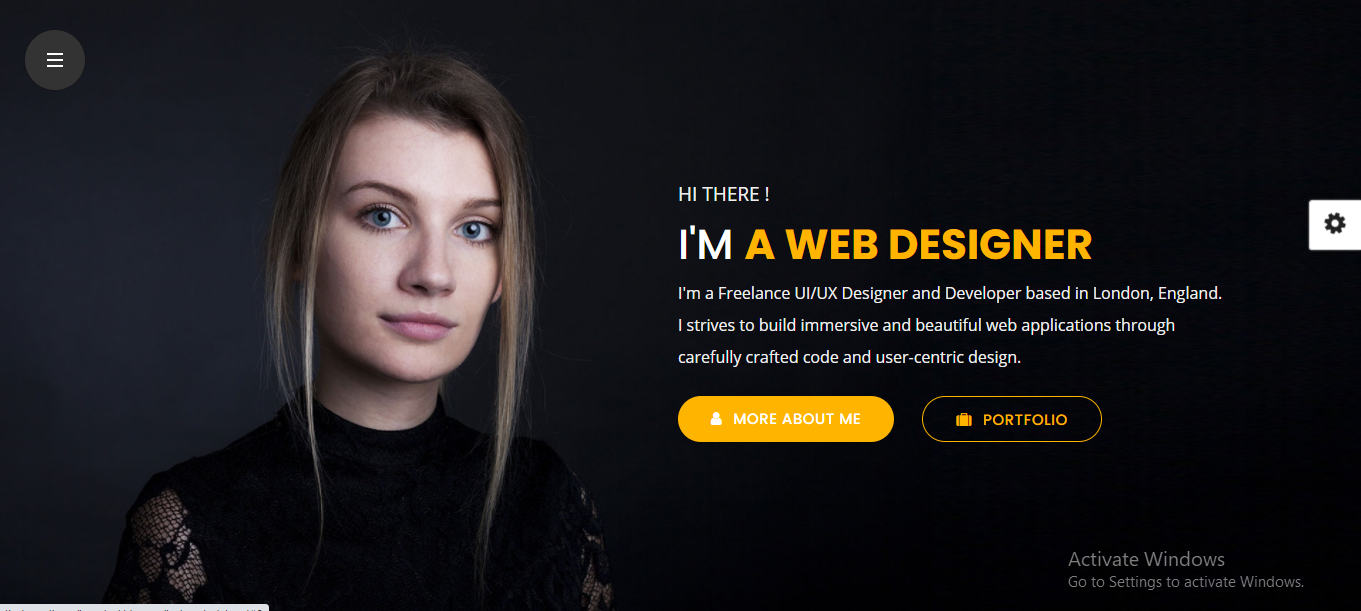 HI THERE !
I'M A WEB DESIGNER
I'm a Freelance UI/UX Designer and Developer based in London, England.
I strives to build immersive and beautiful web applications through
carefully crafted code and user-centric design.
MORE ABOUT ME
PORTFOLIO
Activate Windows
Go to Settings to activate Windows.